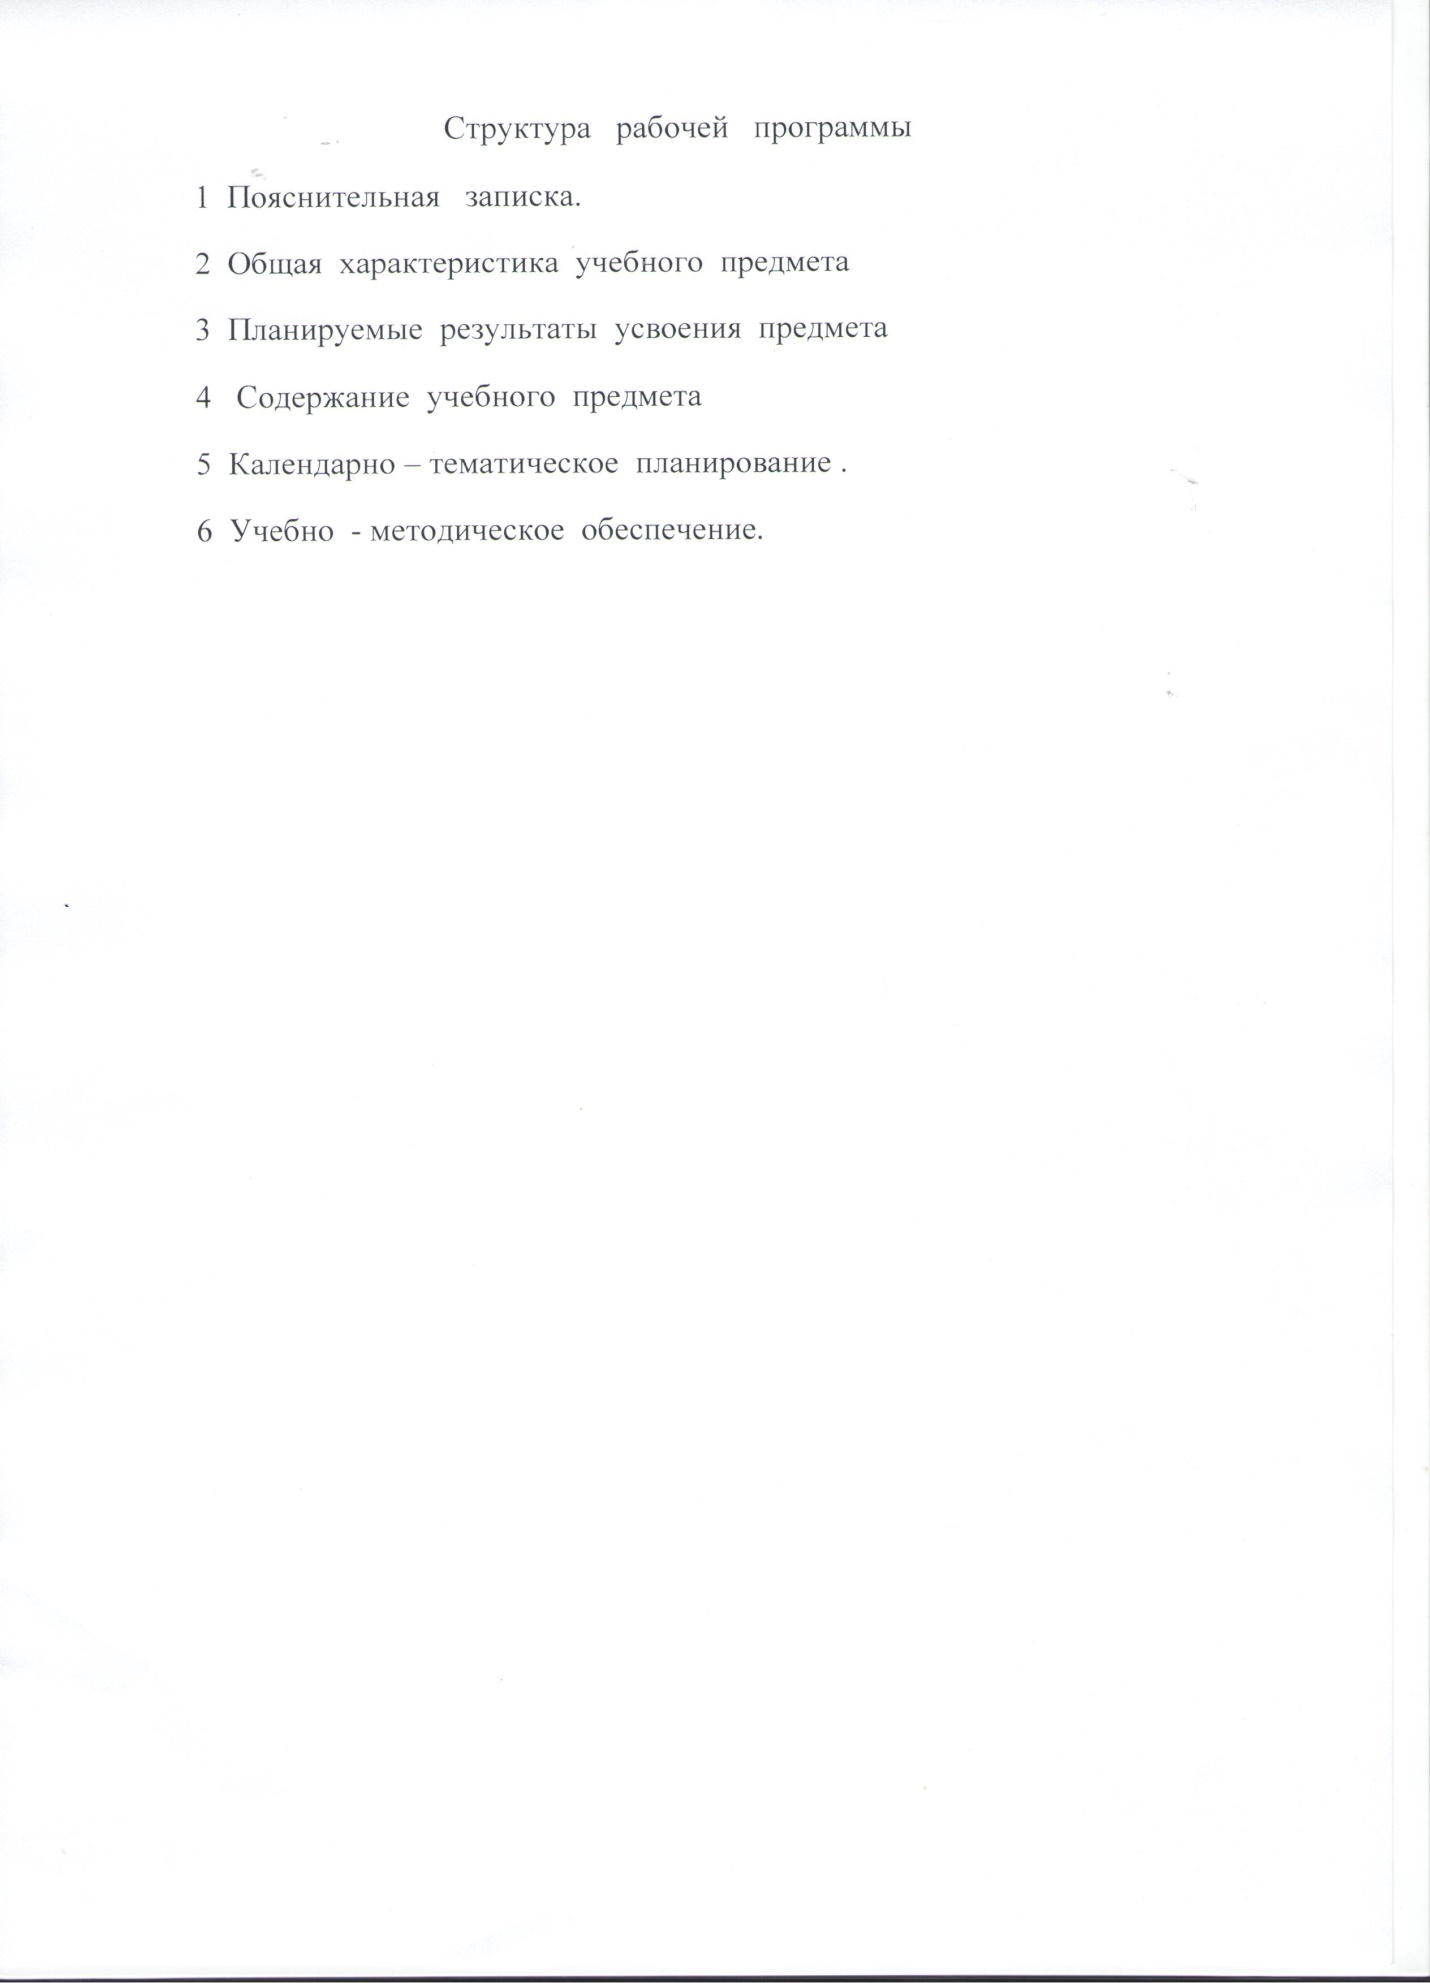 Структура рабочей программы
1 Пояснительная записка.
2 Общая характеристика учебного предмета
3 Планируемые результаты усвоения предмета
4 Содержание учебного предмета
5 Календарно – тематическое планирование .
6 Учебно - методическое обеспечение.